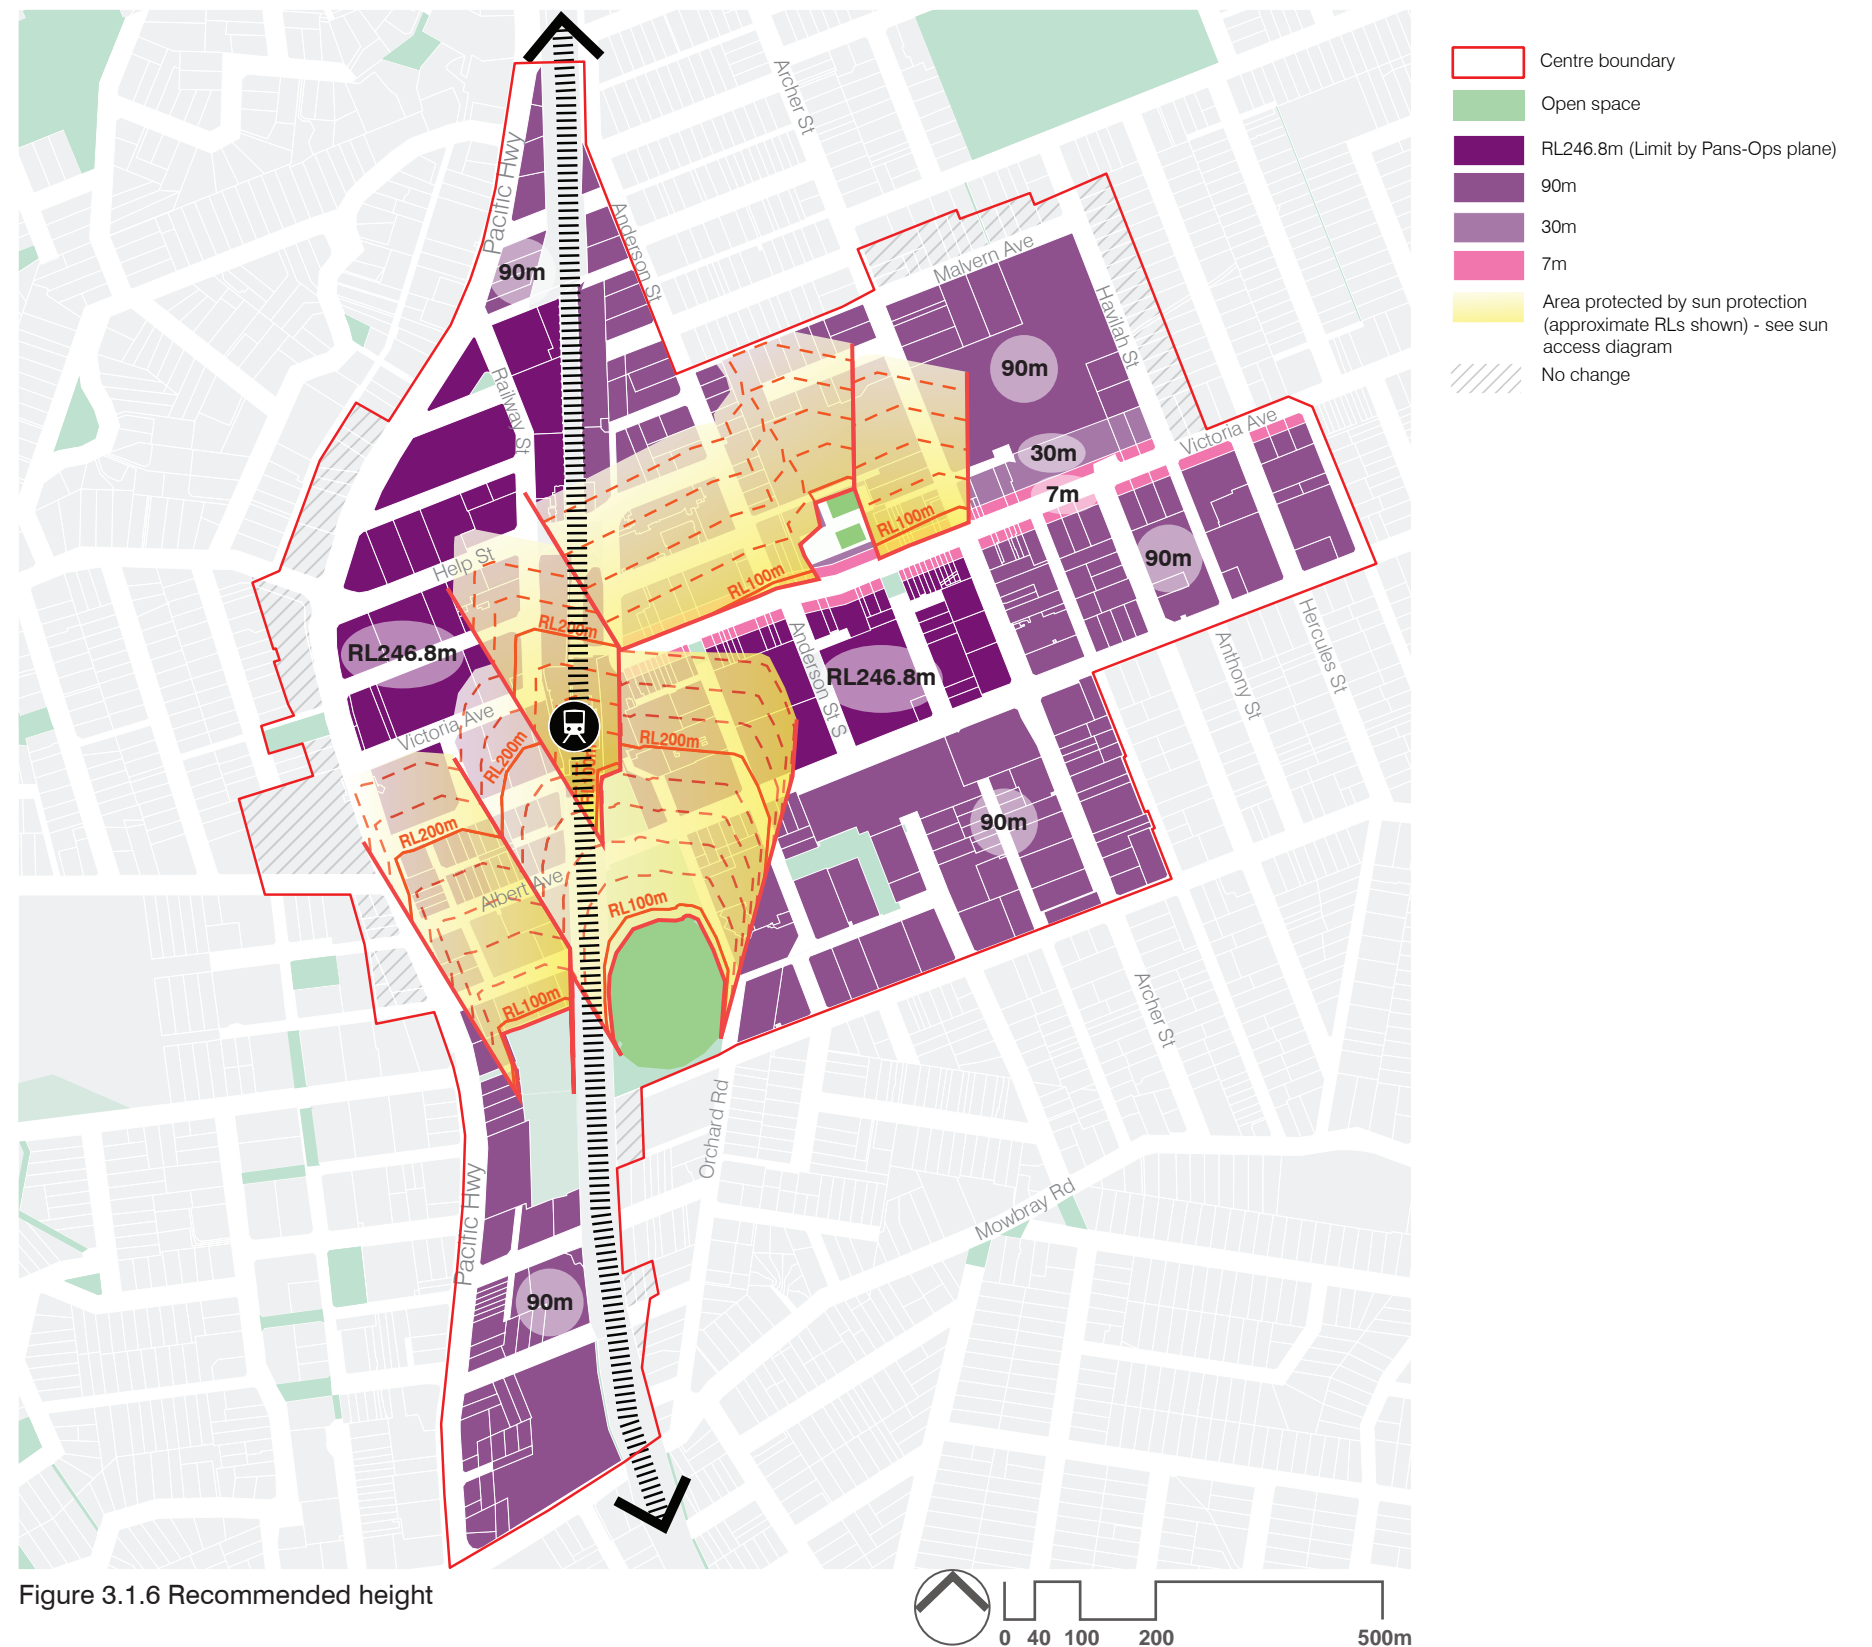 Centre boundary
Open space
RL246.8m (Limit by Pans-Ops plane)
90m
30m
7m
Area protected by sun protection
(approximate RLs shown) - see sun
access diagram
No change
Archer St
Pacific Hwy
Anderson St
90m
Malvern Ave
Havilah St
Railway St
90m
Victoria Ave
30m
7m
RL100m
90m
Help St
RL100m
RL200m
RL246.8m
Anderson St S
RL246.8m
Hercules St
Anthony St
Victoria Ave
RL200m
RL200m
90m
RL200m
Albert Ave
RL100m
RL100m
Archer St
Orchard Rd
Mowbray Rd
Pacific Hwy
90m
Figure 3.1.6 Recommended height
0 40 100 200 500m